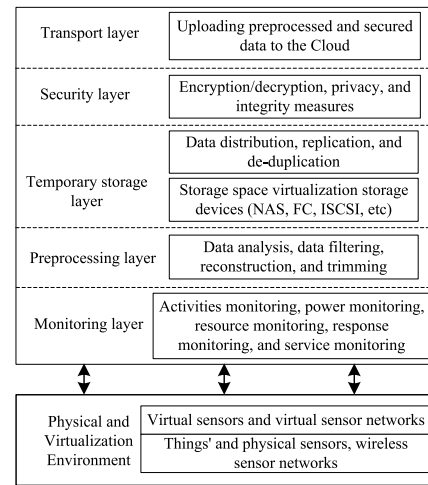 Transport layer
Uploading preprocessed and secured
data to the Cloud
Security layer
Encryption/decryption, privacy, and
integrity measures
Temporary storage
layer
Data distribution, replication, and
de-duplication
Storage space virtualization storage
devices (NAS, FC, ISCSI, etc)
Preprocessing layer
Data analysis, data filtering,
reconstruction, and trimming
Monitoring layer
Activities monitoring, power monitoring,
resource monitoring, response
monitoring, and service monitoring
Physical and
Virtualization
Environment
Virtual sensors and virtual sensor networks
Things' and physical sensors, wireless
sensor networks